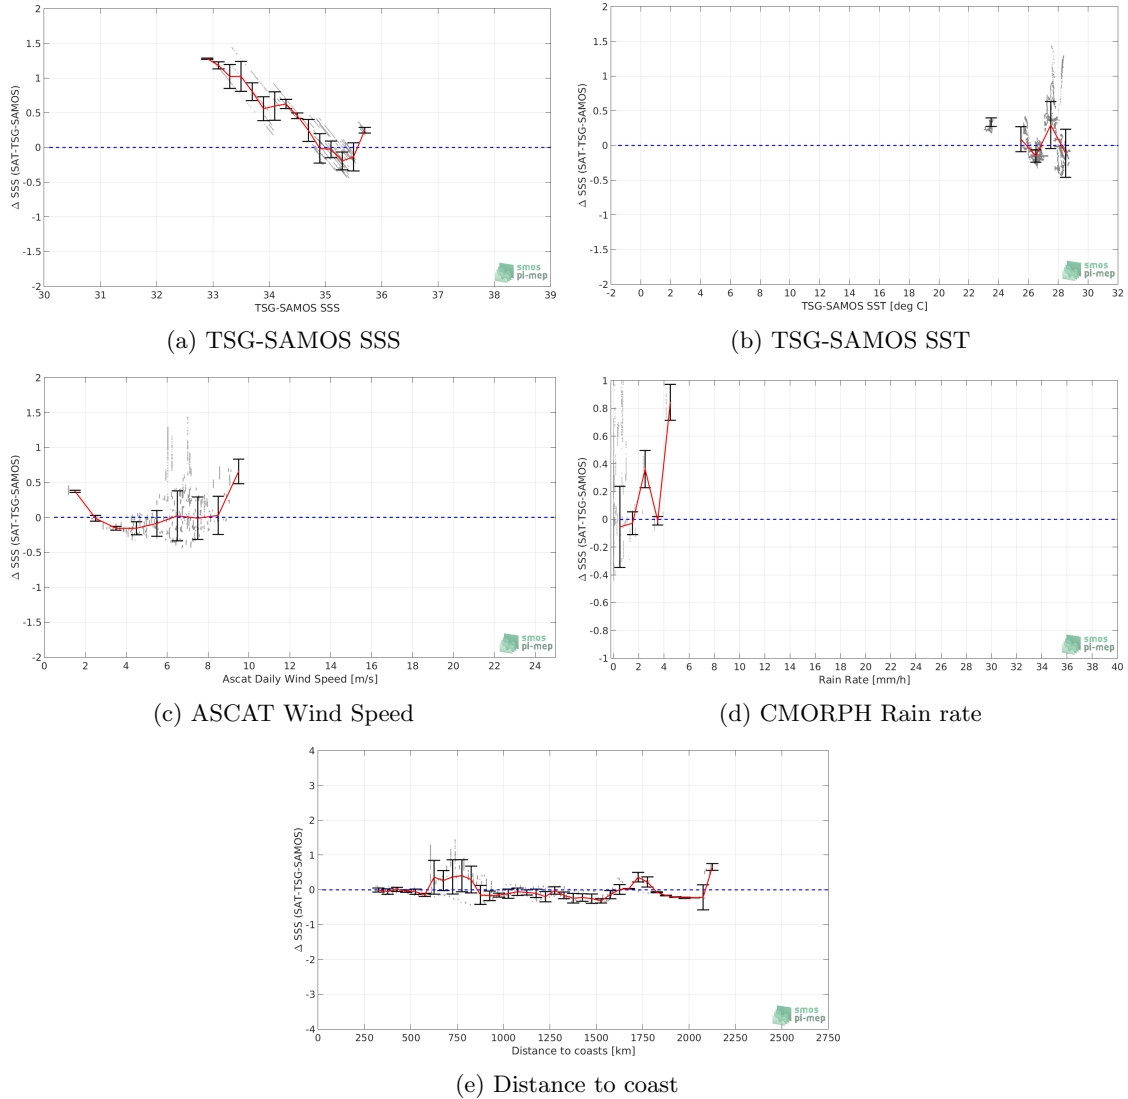 2
1.5
1
0.5
0
-0.5
-1
-1.5
-2
Δ SSS (SAT-TSG-SAMOS)
30 31 32 33 34 35 36 37 38 39
TSG-SAMOS SSS
smos
pi-mep
(a) TSG-SAMOS SSS
2
1.5
1
0.5
0
-0.5
-1
-1.5
-2
Δ SSS (SAT-TSG-SAMOS)
-2 0 2 4 6 8 10 12 14 16 18 20 22 24 26 28 30 32
TSG-SAMOS SST [deg C]
smos
pi-mep
(b) TSG-SAMOS SST
2
1.5
1
0.5
0
-0.5
-1
-1.5
-2
Δ SSS (SAT-TSG-SAMOS)
0 2 4 6 8 10 12 14 16 18 20 22 24
Ascat Daily Wind Speed [m/s]
smos
pi-mep
(c) ASCAT Wind Speed
1
0.8
0.6
0.4
0.2
0
-0.2
-0.4
-0.6
-0.8
-1
Δ SSS (SAT-TSG-SAMOS)
0 2 4 6 8 10 12 14 16 18 20 22 24 26 28 30 32 34 36 38 40
Rain Rate [mm/h]
smos
pi-mep
(d) CMORPH Rain rate
4
3
2
1
0
-1
-2
-3
-4
Δ SSS (SAT-TSG-SAMOS)
0 250 500 750 1000 1250 1500 1750 2000 2250 2500 2750
Distance to coasts [km]
smos
pi-mep
(e) Distance to coast